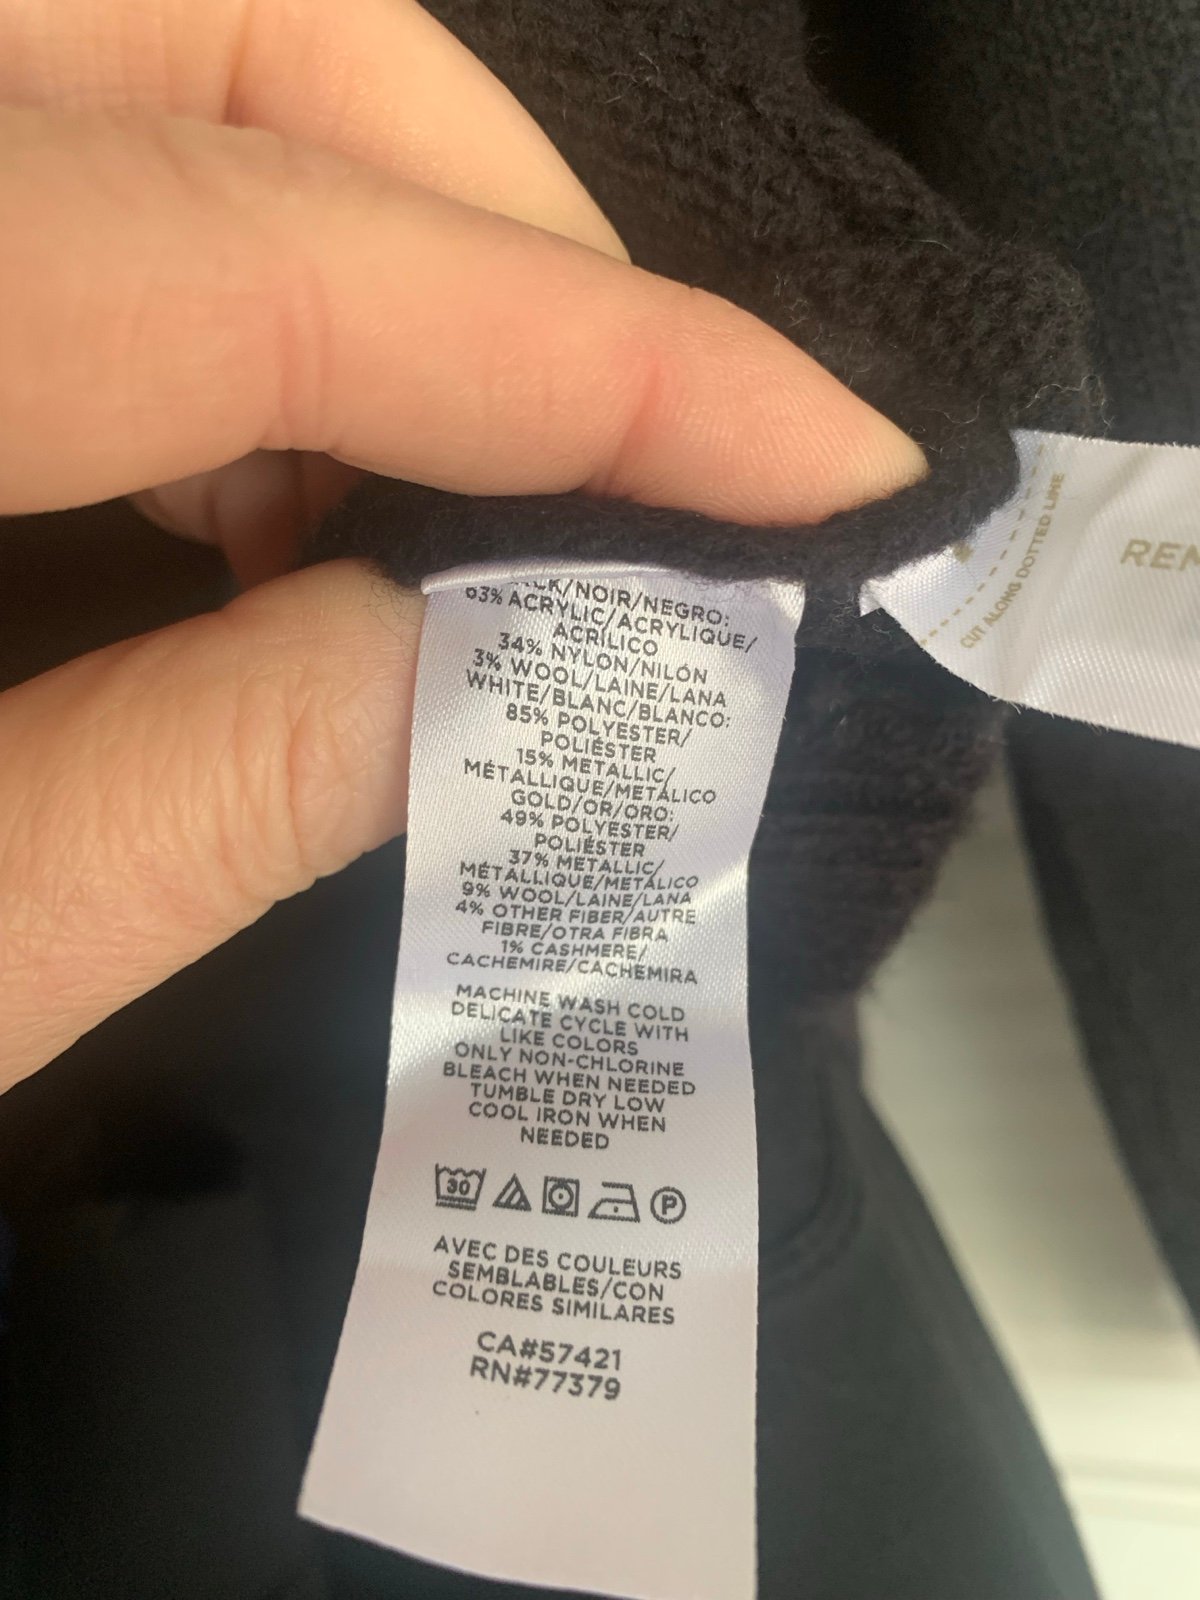 /NOIR/NEGRO:
63% ACRYLIC/ACRYLIQUE/
ACRÍLICO
34% NYLON/NILÓN
3% WOOL/LAINE/LANA
WHITE/BLANC/BLANCO:
85% POLYESTER/
POLIÉSTER
15% METALLIC/
MÉTALLIQUE/METÁLICO
GOLD/OR/ORO:
49% POLYESTER/
POLIÉSTER
37% METALLIC/
MÉTALLIQUE/METÁLICO
9% WOOL/LAINE/LANA
4% OTHER FIBER/AUTRE
FIBRE/OTRA FIBRA
1% CASHMERE/
CACHEMIRE/CACHEMIRA
MACHINE WASH COLD
DELICATE CYCLE WITH
LIKE COLORS
ONLY NON-CHLORINE
BLEACH WHEN NEEDED
TUMBLE DRY LOW
COOL IRON WHEN
NEEDED
30
P
AVEC DES COULEURS
SEMBLABLES/CON
COLORES SIMILARES
CA#57421
RN#77379
CUT ALONG DOTTED LINE
REM